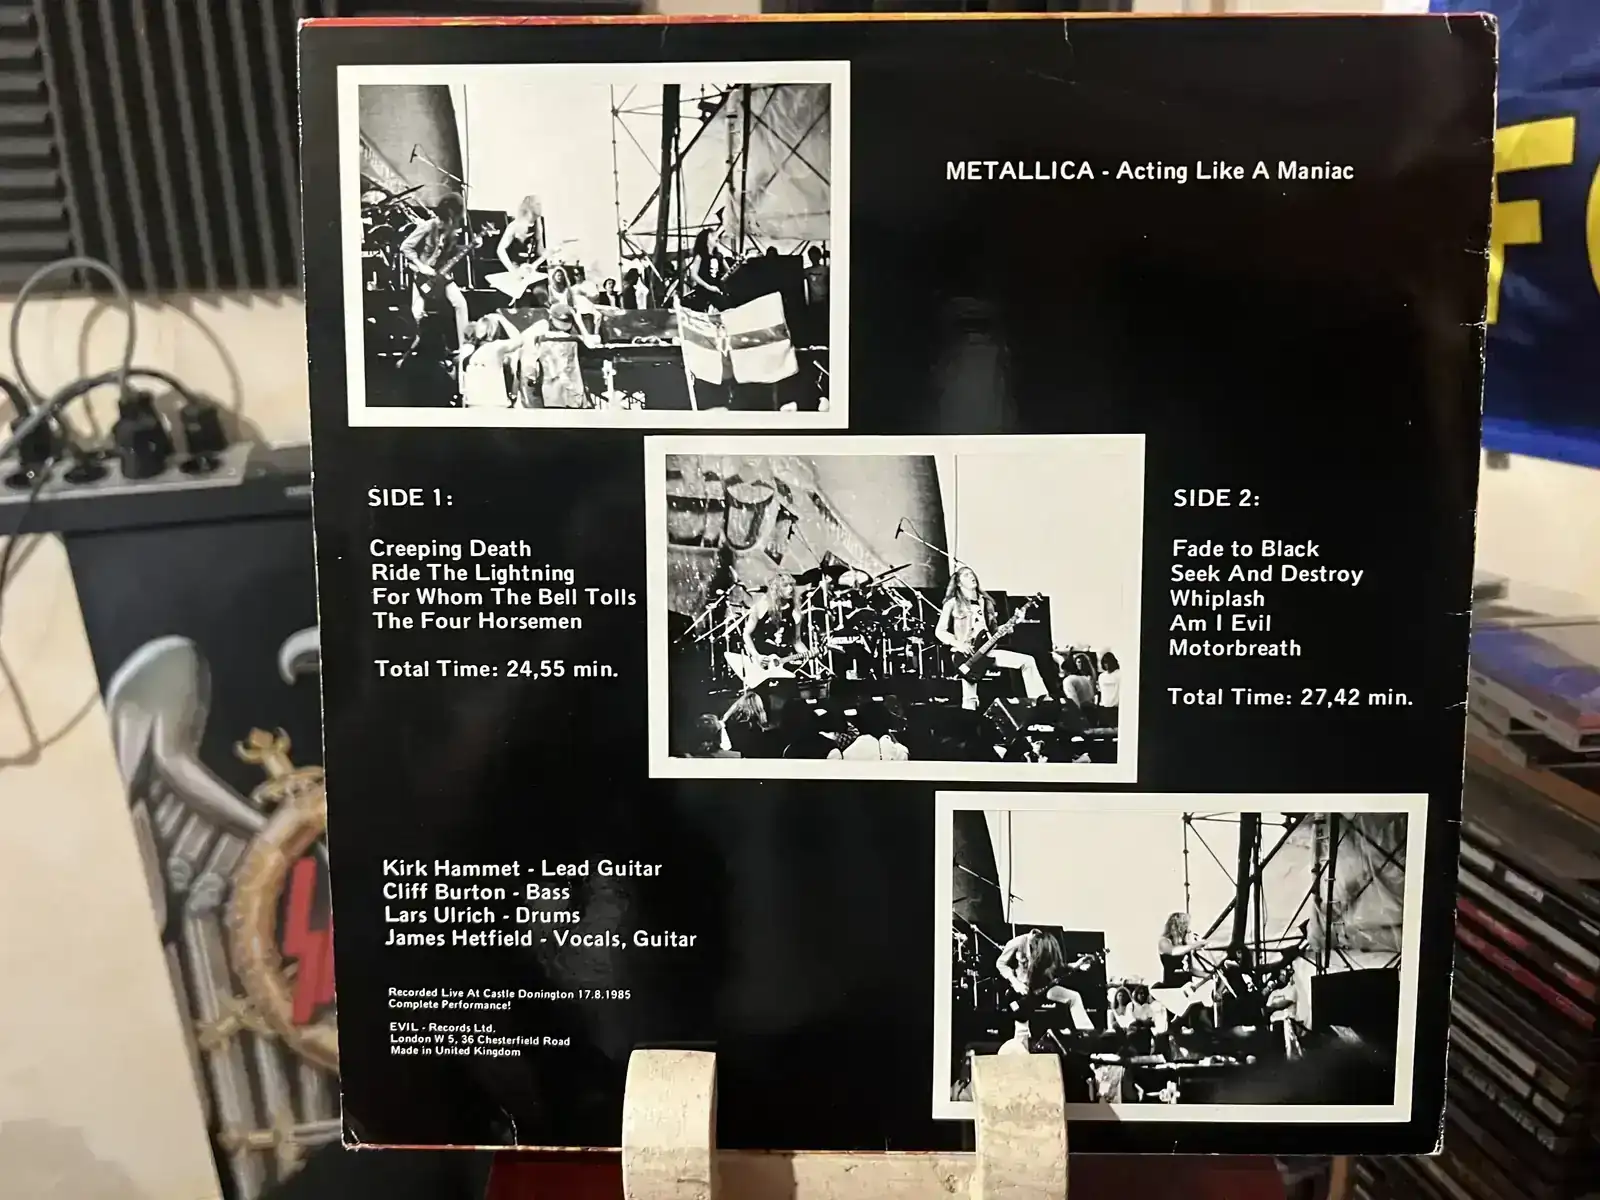 METALLICA - Acting Like A Maniac
SIDE 1:
Creeping Death
Ride The Lightning
For Whom The Bell Tolls
The Four Horsemen
Total Time: 24,55 min.
SIDE 2:
Fade to Black
Seek And Destroy
Whiplash
Am I Evil
Motorbreath
Total Time: 27,42 min.
Kirk Hammet - Lead Guitar
Cliff Burton - Bass
Lars Ulrich - Drums
James Hetfield - Vocals, Guitar
Recorded Live At Castle Donington 17.8.1985
Complete Performance!
EVIL - Records Ltd.
London W 5, 36 Chesterfield Road
Made in United Kingdom
F